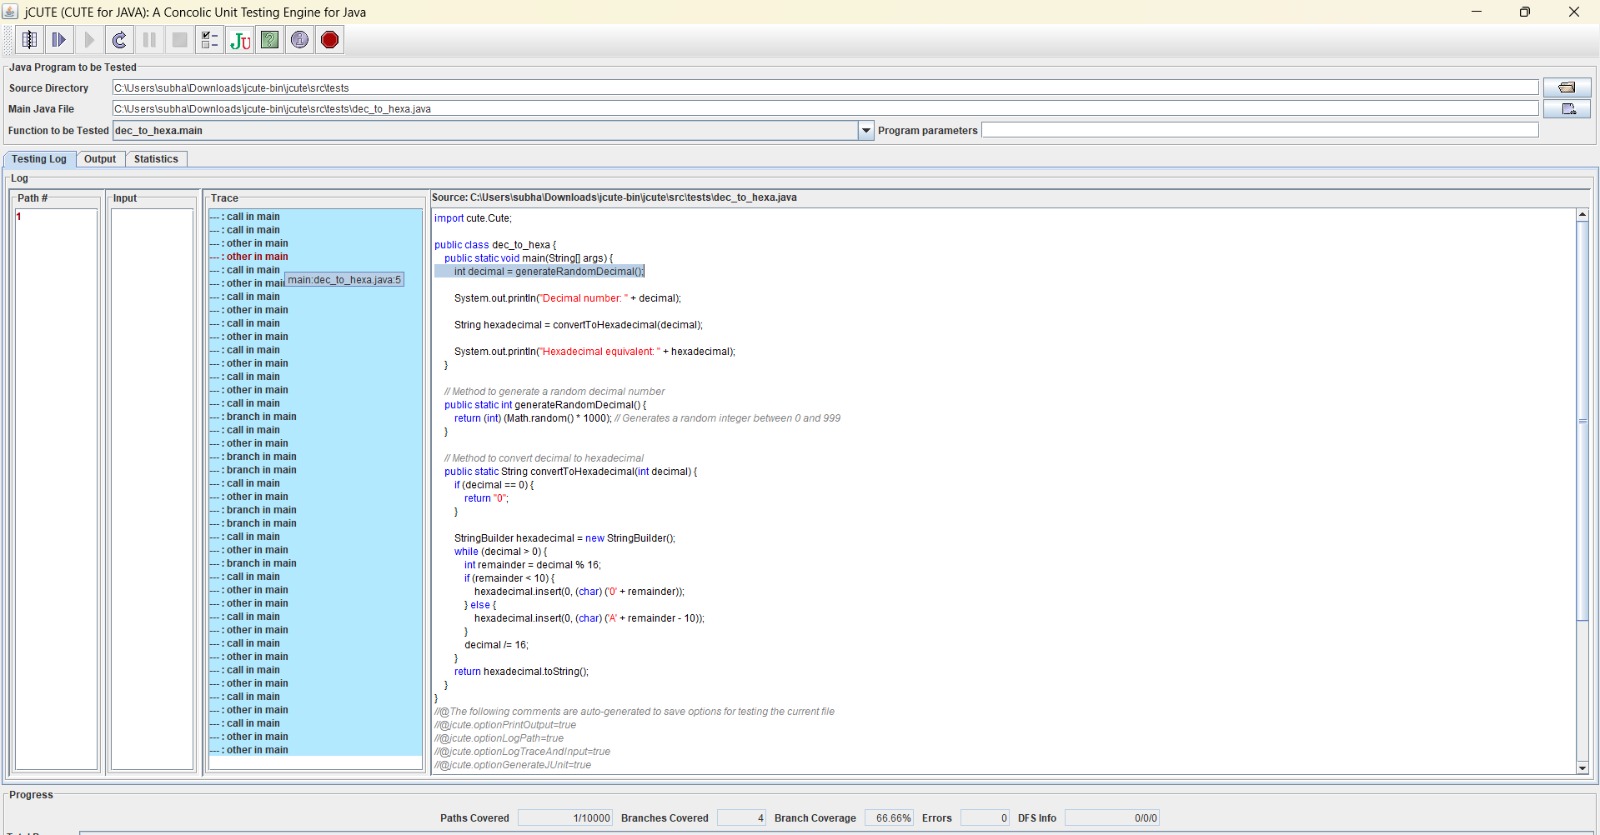 jCUTE (CUTE for JAVA): A Concolic Unit Testing Engine for Java
Java Program to be Tested
Source Directory C:\Users\subha\Downloads\jcute-bin\jcute\src\tests
Main Java File C:\Users\subha\Downloads\jcute-bin\jcute\src\tests\dec_to_hexa.java
Function to be Tested dec_to_hexa.main Program parameters
Testing Log Output Statistics
Log
Path #
1
Input
Trace
---: call in main
---: call in main
---: other in main
---: other in main
---: call in main
---: other in main
main:dec_to_hexa.java:5
---: call in main
---: other in main
---: call in main
---: other in main
---: call in main
---: other in main
---: call in main
---: other in main
---: call in main
---: branch in main
---: call in main
---: other in main
---: branch in main
---: branch in main
---: call in main
---: other in main
---: branch in main
---: branch in main
---: call in main
---: other in main
---: branch in main
---: call in main
---: other in main
---: other in main
---: call in main
---: other in main
---: call in main
---: other in main
---: call in main
---: other in main
---: call in main
---: other in main
---: call in main
---: other in main
---: other in main
Source: C:\Users\subha\Downloads\jcute-bin\jcute\src\tests\dec_to_hexa.java
import cute.Cute;
public class dec_to_hexa {
public static void main(String[] args) {
int decimal = generateRandomDecimal();
System.out.println("Decimal number: " + decimal);
String hexadecimal = convertToHexadecimal(decimal);
System.out.println("Hexadecimal equivalent: " + hexadecimal);
}
// Method to generate a random decimal number
public static int generateRandomDecimal() {
return (int) (Math.random() * 1000); // Generates a random integer between 0 and 999
}
// Method to convert decimal to hexadecimal
public static String convertToHexadecimal(int decimal) {
if (decimal == 0) {
return "0";
}
StringBuilder hexadecimal = new StringBuilder();
while (decimal > 0) {
int remainder = decimal % 16;
if (remainder < 10) {
hexadecimal.insert(0, (char) ('0' + remainder));
} else {
hexadecimal.insert(0, (char) ('A' + remainder - 10));
}
decimal /= 16;
}
return hexadecimal.toString();
}
}
//@The following comments are auto-generated to save options for testing the current file
//@jcute.optionPrintOutput=true
//@jcute.optionLogPath=true
//@jcute.optionLogTraceAndInput=true
//@jcute.optionGenerateJUnit=true
Progress
Paths Covered 1/10000 Branches Covered 4 Branch Coverage 66.66% Errors 0 DFS Info 0/0/0